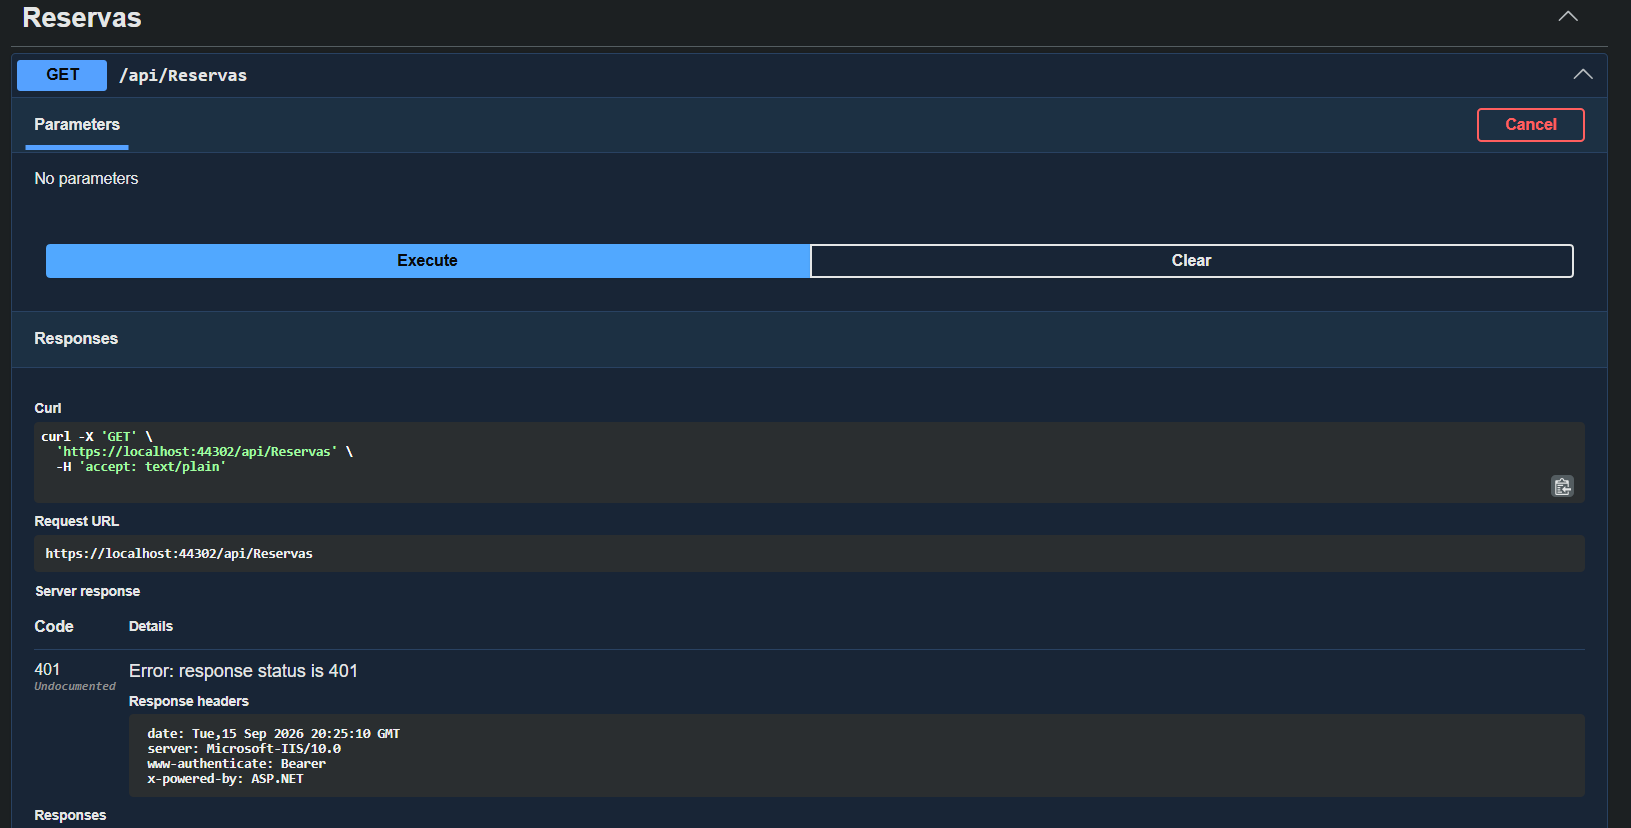 Reservas
GET /api/Reservas
Parameters
Cancel
No parameters
Execute
Clear
Responses
Curl
curl -X 'GET' \
'https://localhost:44302/api/Reservas' \
-H 'accept: text/plain'
Request URL
https://localhost:44302/api/Reservas
Server response
Code Details
401 Error: response status is 401
Undocumented
Response headers
date: Tue,15 Sep 2026 20:25:10 GMT
server: Microsoft-IIS/10.0
www-authenticate: Bearer
x-powered-by: ASP.NET
Responses